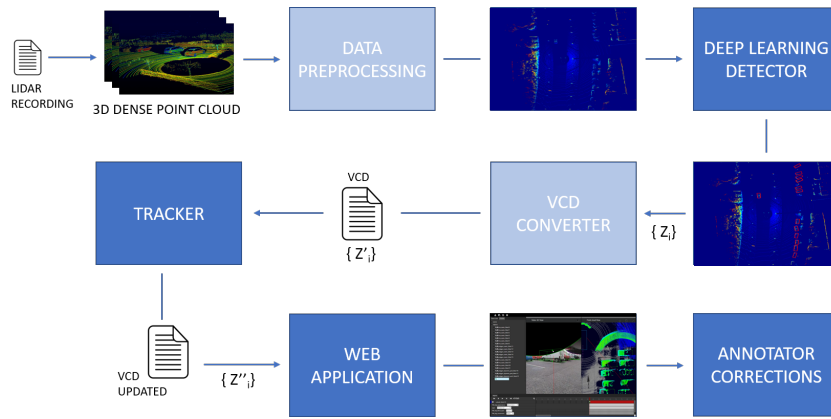 LIDAR
RECORDING
3D DENSE POINT CLOUD
DATA
PREPROCESSING
DEEP LEARNING
DETECTOR
TRACKER
VCD
{ Z'i}
VCD
CONVERTER
{ Zi}
VCD
UPDATED
{ Z''i}
WEB
APPLICATION
ANNOTATOR
CORRECTIONS